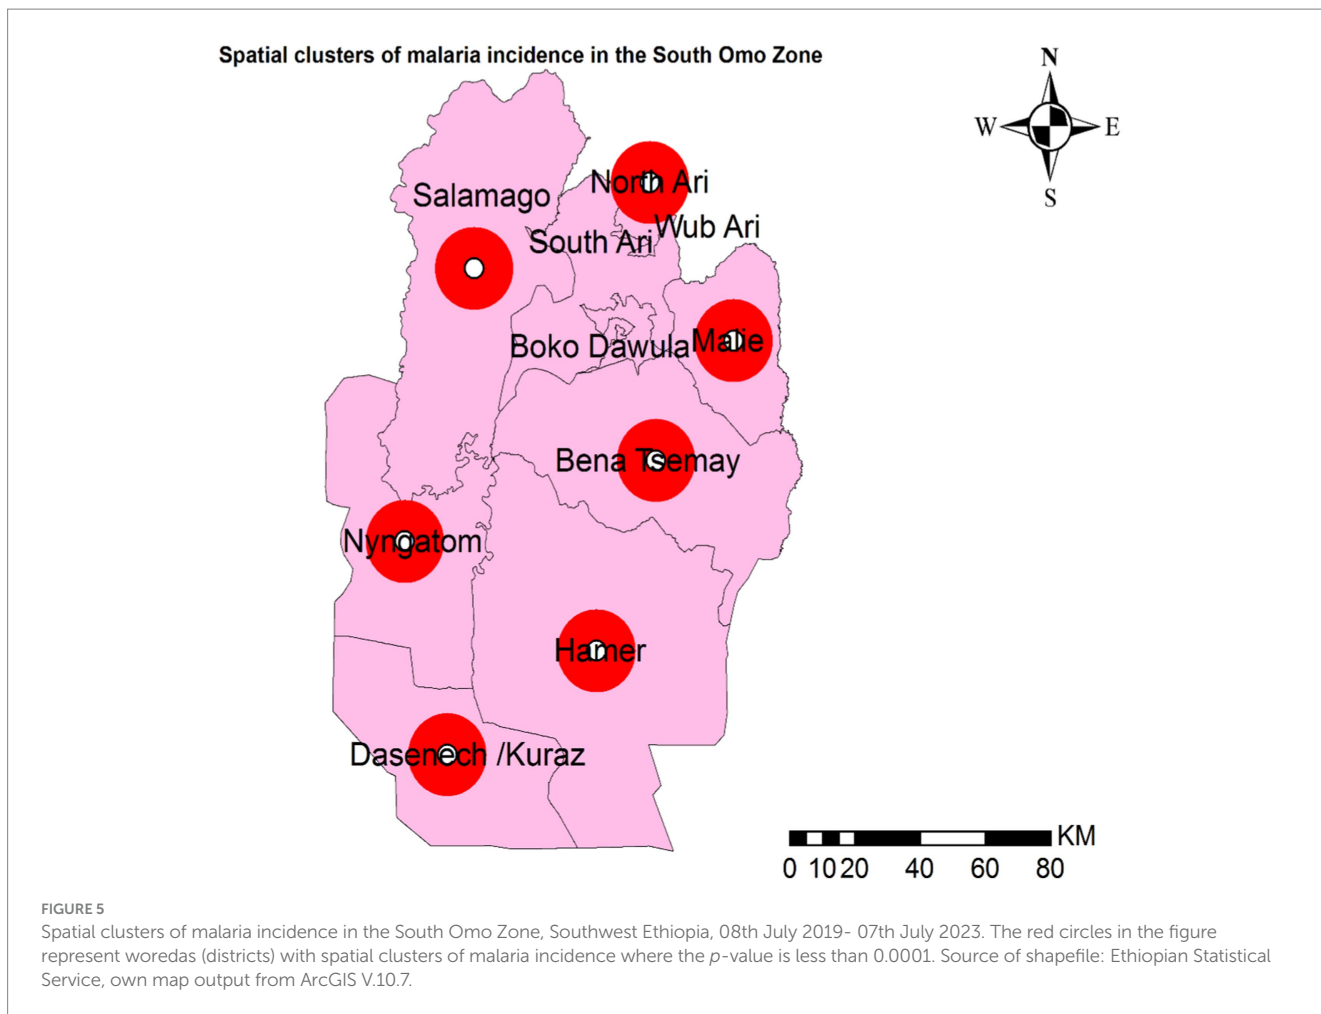 Spatial clusters of malaria incidence in the South Omo Zone
N
W E
S
North Ari
Salamago
Wub Ari
South Ari
Boko Dawula
Malie
Bena Tsemay
Nyngatom
Hamer
Dasenech /Kuraz
KM
0 10 20 40 60 80
FIGURE 5
Spatial clusters of malaria incidence in the South Omo Zone, Southwest Ethiopia, 08th July 2019- 07th July 2023. The red circles in the figure
represent woredas (districts) with spatial clusters of malaria incidence where the p-value is less than 0.0001. Source of shapefile: Ethiopian Statistical
Service, own map output from ArcGIS V.10.7.